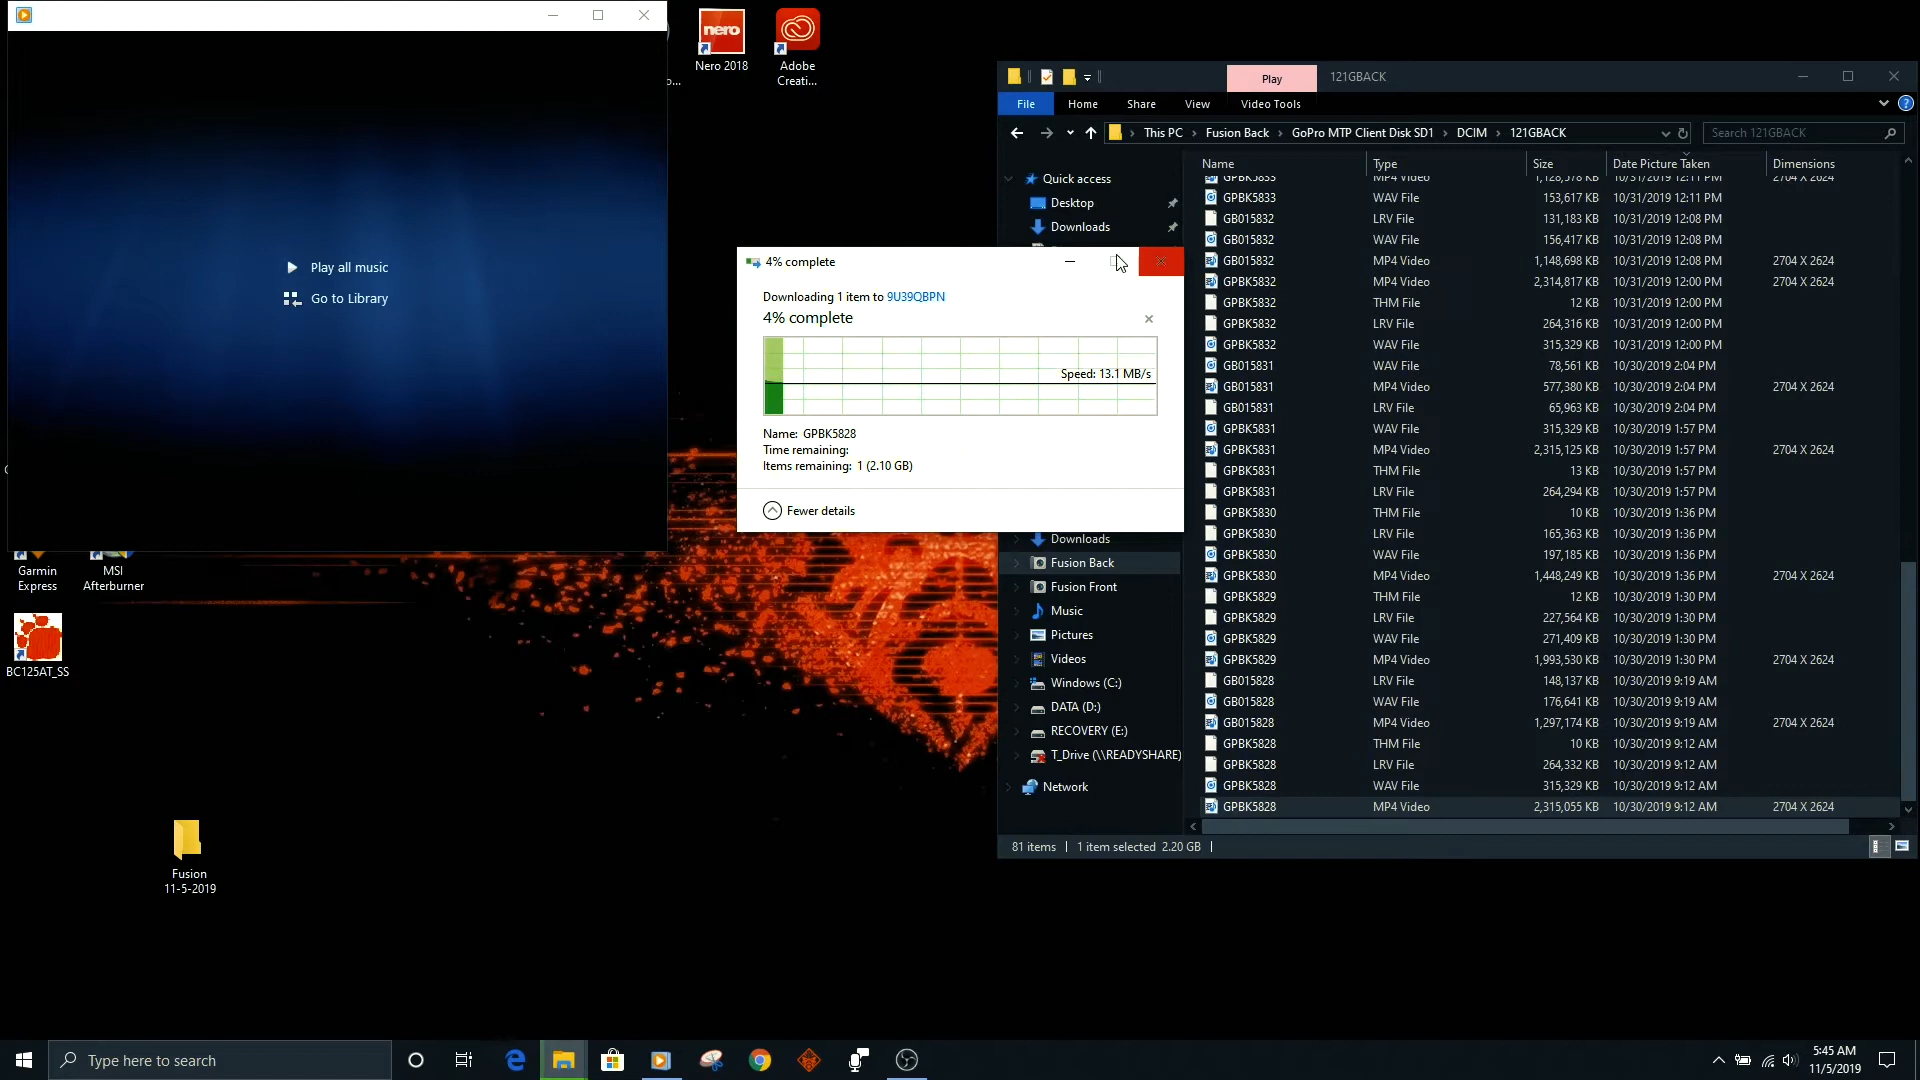 Play all music
Go to Library
nero
Nero 2018
Adobe
Creati...
o...
Garmin
Express
MSI
Afterburner
BC125AT_SS
Fusion
11-5-2019
4% complete
Downloading 1 item to 9U39QBPN
4% complete
Speed: 13.1 MB/s
Name: GPBK5828
Time remaining:
Items remaining: 1 (2.10 GB)
Fewer details
Play
121GBACK
File Home Share View Video Tools
This PC Fusion Back GoPro MTP Client Disk SD1 DCIM 121GBACK
Search 121GBACK
Quick access
Desktop
Downloads
Downloads
Fusion Back
Fusion Front
Music
Pictures
Videos
Windows (C:)
DATA (D:)
RECOVERY (E:)
T_Drive (\\READYSHARE)
Network
Name Type Size Date Picture Taken Dimensions
GPBK5833 MP4 Video 1,128,578 KB 10/31/2019 12:11 PM 2704 X 2624
GPBK5833 WAV File 153,617 KB 10/31/2019 12:11 PM
GB015832 LRV File 131,183 KB 10/31/2019 12:08 PM
GB015832 WAV File 156,417 KB 10/31/2019 12:08 PM
GB015832 MP4 Video 1,148,698 KB 10/31/2019 12:08 PM 2704 X 2624
GPBK5832 MP4 Video 2,314,817 KB 10/31/2019 12:00 PM 2704 X 2624
GPBK5832 THM File 12 KB 10/31/2019 12:00 PM
GPBK5832 LRV File 264,316 KB 10/31/2019 12:00 PM
GPBK5832 WAV File 315,329 KB 10/31/2019 12:00 PM
GB015831 WAV File 78,561 KB 10/30/2019 2:04 PM
GB015831 MP4 Video 577,380 KB 10/30/2019 2:04 PM 2704 X 2624
GB015831 LRV File 65,963 KB 10/30/2019 2:04 PM
GPBK5831 WAV File 315,329 KB 10/30/2019 1:57 PM
GPBK5831 MP4 Video 2,315,125 KB 10/30/2019 1:57 PM 2704 X 2624
GPBK5831 THM File 13 KB 10/30/2019 1:57 PM
GPBK5831 LRV File 264,294 KB 10/30/2019 1:57 PM
GPBK5830 THM File 10 KB 10/30/2019 1:36 PM
GPBK5830 LRV File 165,363 KB 10/30/2019 1:36 PM
GPBK5830 WAV File 197,185 KB 10/30/2019 1:36 PM
GPBK5830 MP4 Video 1,448,249 KB 10/30/2019 1:36 PM 2704 X 2624
GPBK5829 THM File 12 KB 10/30/2019 1:30 PM
GPBK5829 LRV File 227,564 KB 10/30/2019 1:30 PM
GPBK5829 WAV File 271,409 KB 10/30/2019 1:30 PM
GPBK5829 MP4 Video 1,993,530 KB 10/30/2019 1:30 PM 2704 X 2624
GB015828 LRV File 148,137 KB 10/30/2019 9:19 AM
GB015828 WAV File 176,641 KB 10/30/2019 9:19 AM
GB015828 MP4 Video 1,297,174 KB 10/30/2019 9:19 AM 2704 X 2624
GPBK5828 THM File 10 KB 10/30/2019 9:12 AM
GPBK5828 LRV File 264,332 KB 10/30/2019 9:12 AM
GPBK5828 WAV File 315,329 KB 10/30/2019 9:12 AM
GPBK5828 MP4 Video 2,315,055 KB 10/30/2019 9:12 AM 2704 X 2624
81 items 1 item selected 2.20 GB
Type here to search
5:45 AM
11/5/2019